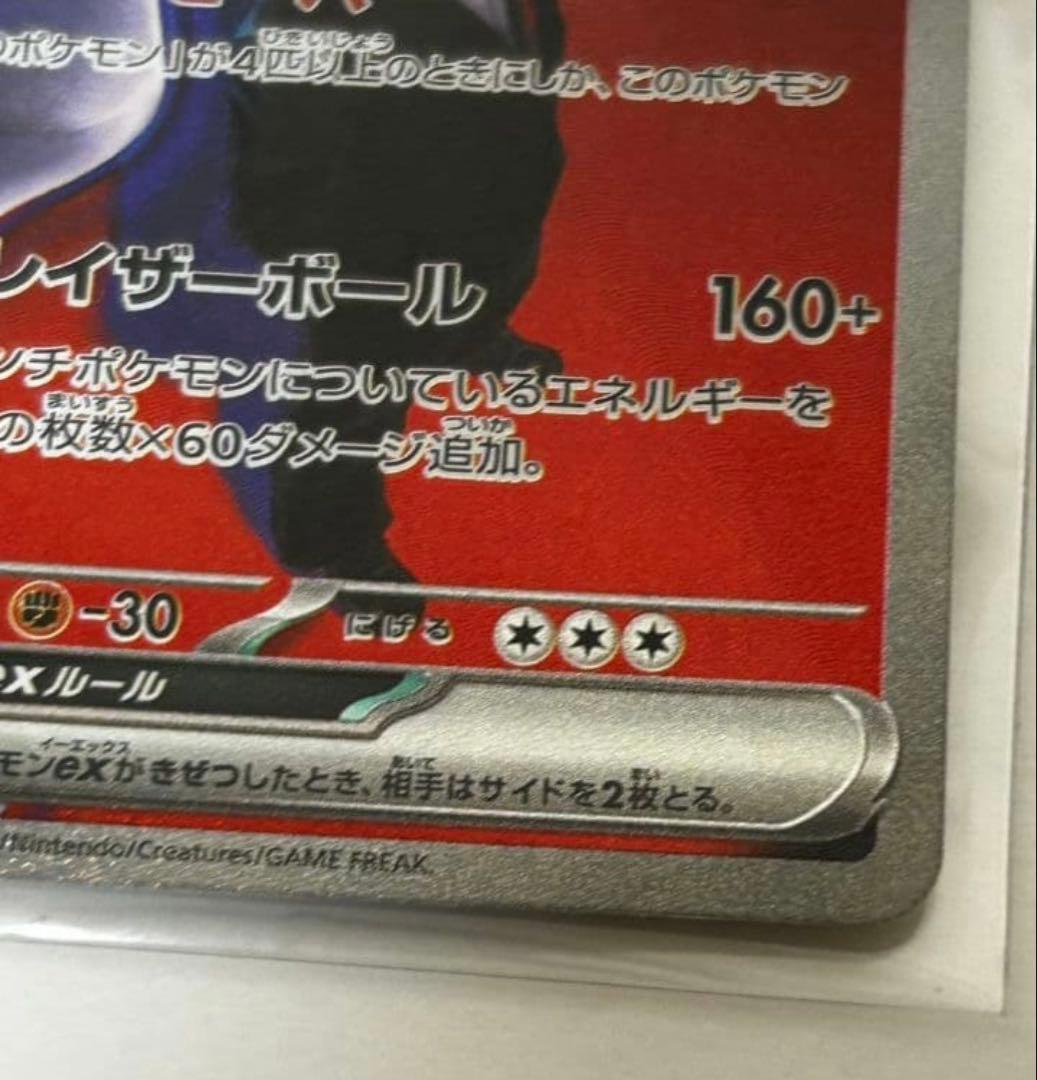 ポケモン」が4匹以上のときにしか、このポケモン
レイザーボール 160+
ンチポケモンについているエネルギーを
の枚数×60ダメージ追加。
-30 にげる
exルール
モンexがきぜつしたとき、相手はサイドを2枚とる。
/Nintendo/Creatures/GAME FREAK.